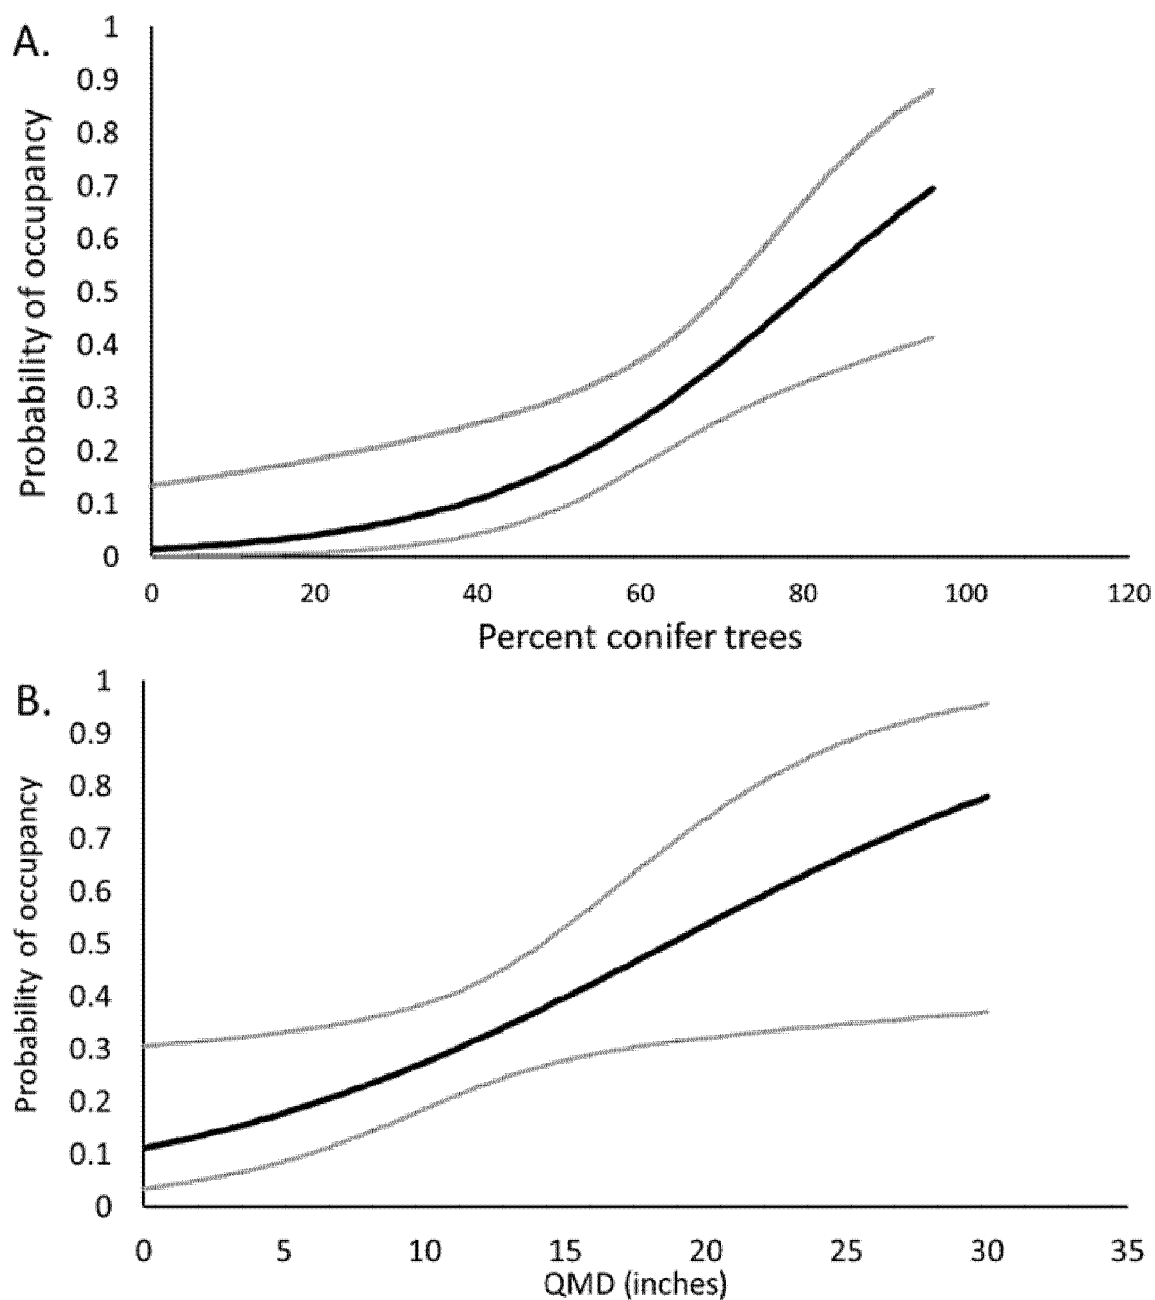 A.
Probability of occupancy
1
0.9
0.8
0.7
0.6
0.5
0.4
0.3
0.2
0.1
0
0 20 40 60 80 100 120
Percent conifer trees
B.
Probability of occupancy
1
0.9
0.8
0.7
0.6
0.5
0.4
0.3
0.2
0.1
0
0 5 10 15 20 25 30 35
QMD (inches)